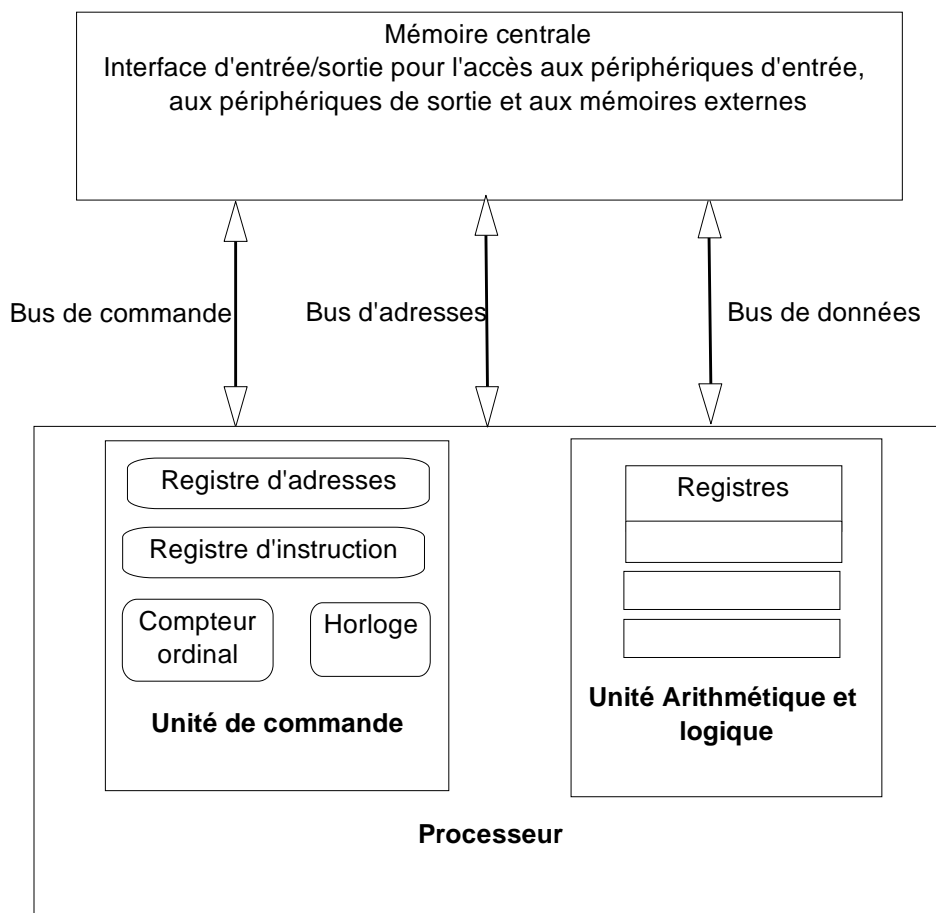 Mémoire centrale
Interface d'entrée/sortie pour l'accès aux périphériques d'entrée,
aux périphériques de sortie et aux mémoires externes
Bus de commande
Bus d'adresses
Bus de données
Registre d'adresses
Registre d'instruction
Compteur
ordinal
Horloge
Unité de commande
Registres
Unité Arithmétique et
logique
Processeur